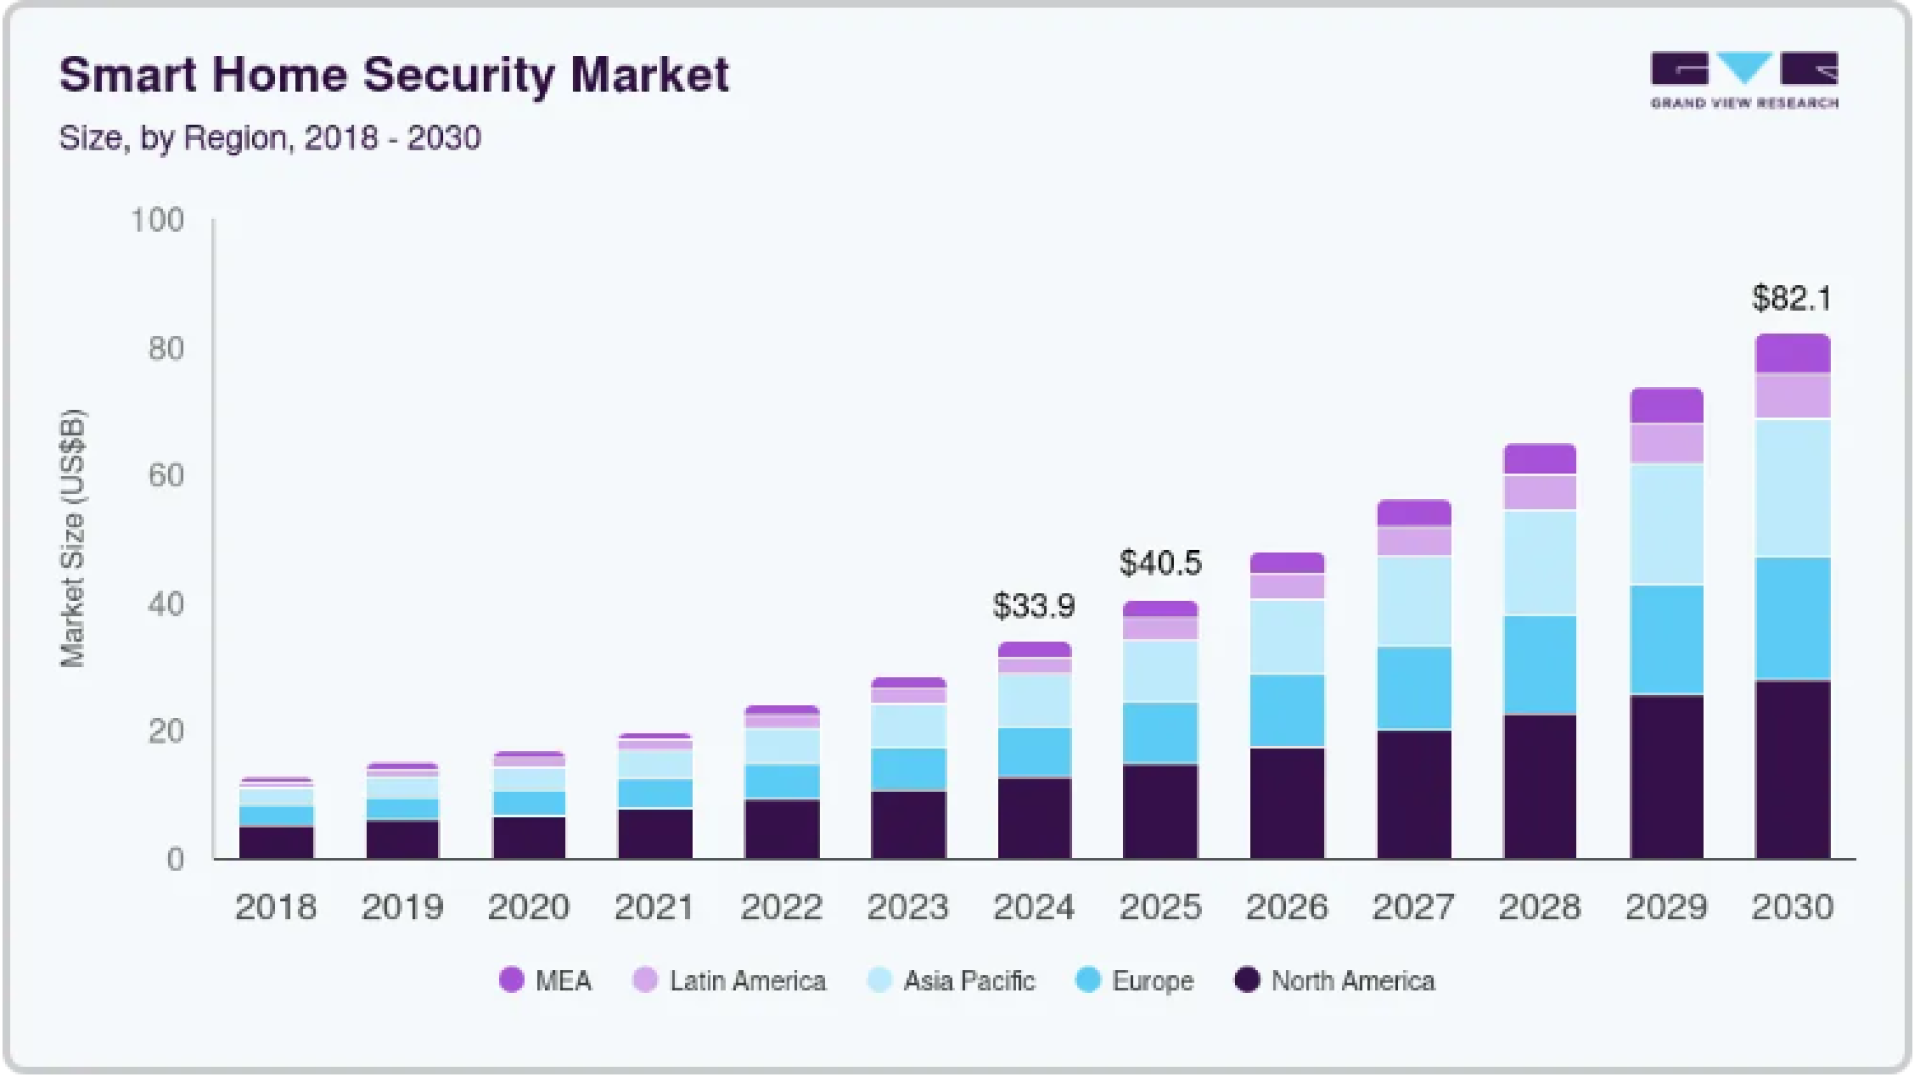 Smart Home Security Market
Size, by Region, 2018 - 2030
GRAND VIEW RESEARCH
Market Size (US$B)
100
80
60
40
20
0
$33.9
$40.5
$82.1
2018 2019 2020 2021 2022 2023 2024 2025 2026 2027 2028 2029 2030
MEA Latin America Asia Pacific Europe North America